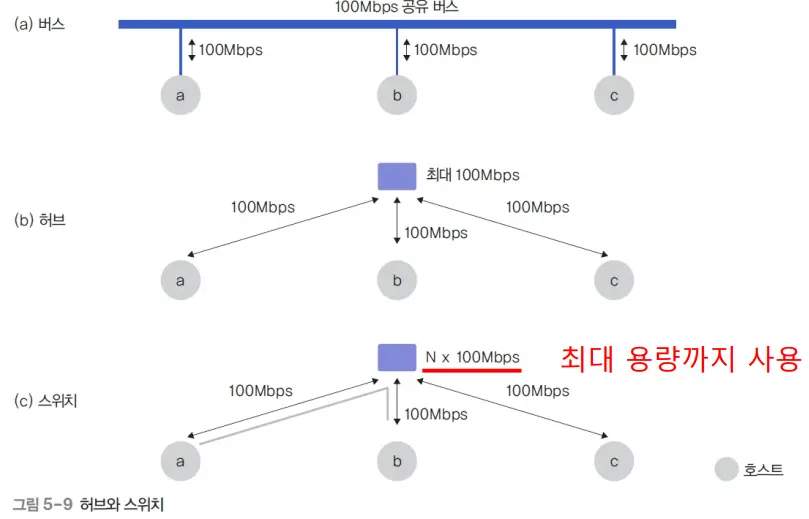 100Mbps 공유 버스
(a) 버스
100Mbps
100Mbps
100Mbps
a
b
c
최대 100Mbps
(b) 허브
100Mbps
100Mbps
100Mbps
a
b
c
N x 100Mbps
최대 용량까지 사용
(c) 스위치
100Mbps
100Mbps
100Mbps
a
b
c
호스트
그림 5-9 허브와 스위치